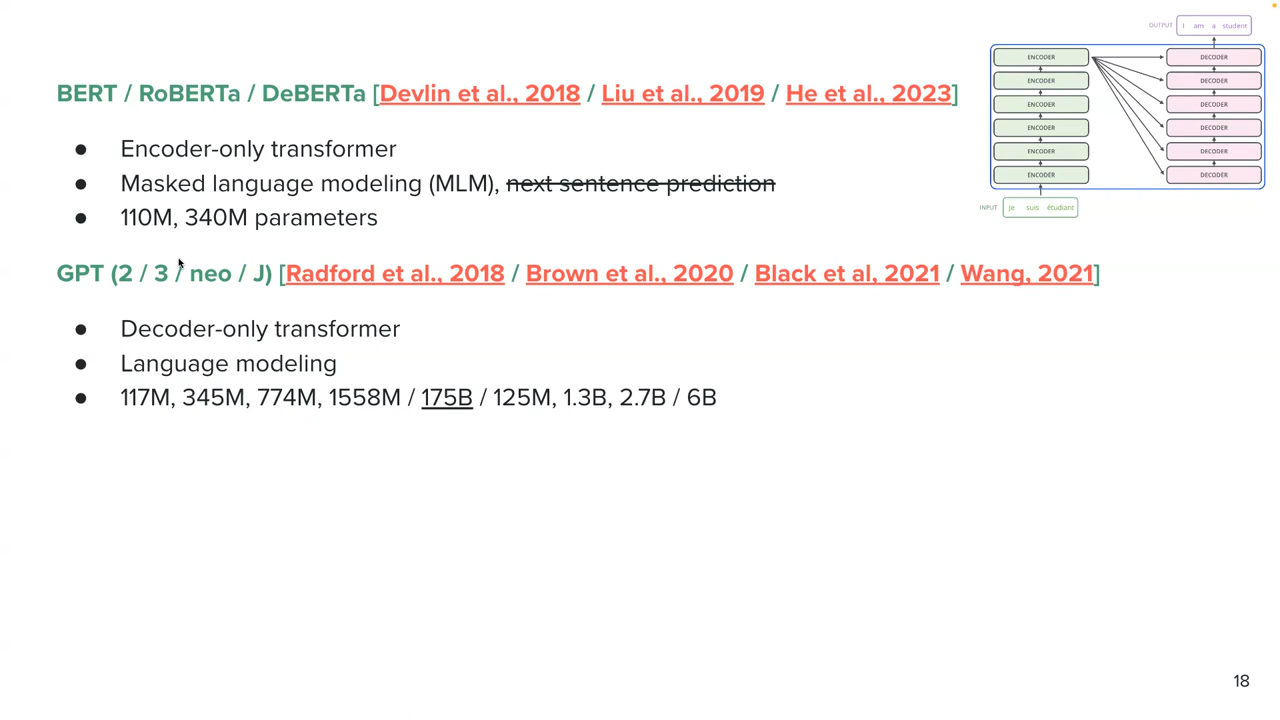 OUTPUT I am a student
ENCODER DECODER
ENCODER DECODER
ENCODER DECODER
ENCODER DECODER
ENCODER DECODER
ENCODER DECODER
INPUT Je suis étudiant
BERT / RoBERTa / DeBERTa [Devlin et al., 2018 / Liu et al., 2019 / He et al., 2023]
● Encoder-only transformer
● Masked language modeling (MLM), next sentence prediction
● 110M, 340M parameters
GPT (2 / 3 / neo / J) [Radford et al., 2018 / Brown et al., 2020 / Black et al, 2021 / Wang, 2021]
● Decoder-only transformer
● Language modeling
● 117M, 345M, 774M, 1558M / 175B / 125M, 1.3B, 2.7B / 6B
18